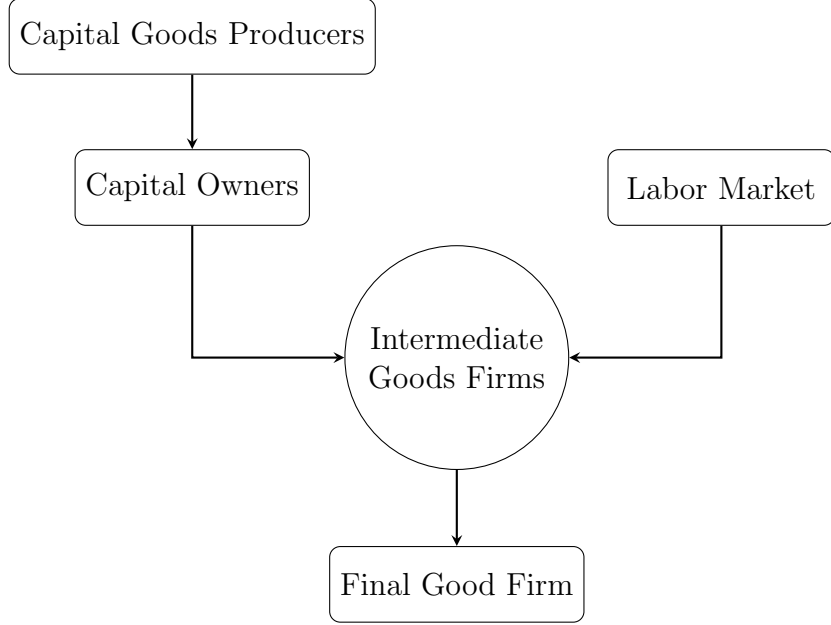 Capital Goods Producers
Capital Owners
Labor Market
Intermediate
Goods Firms
Final Good Firm